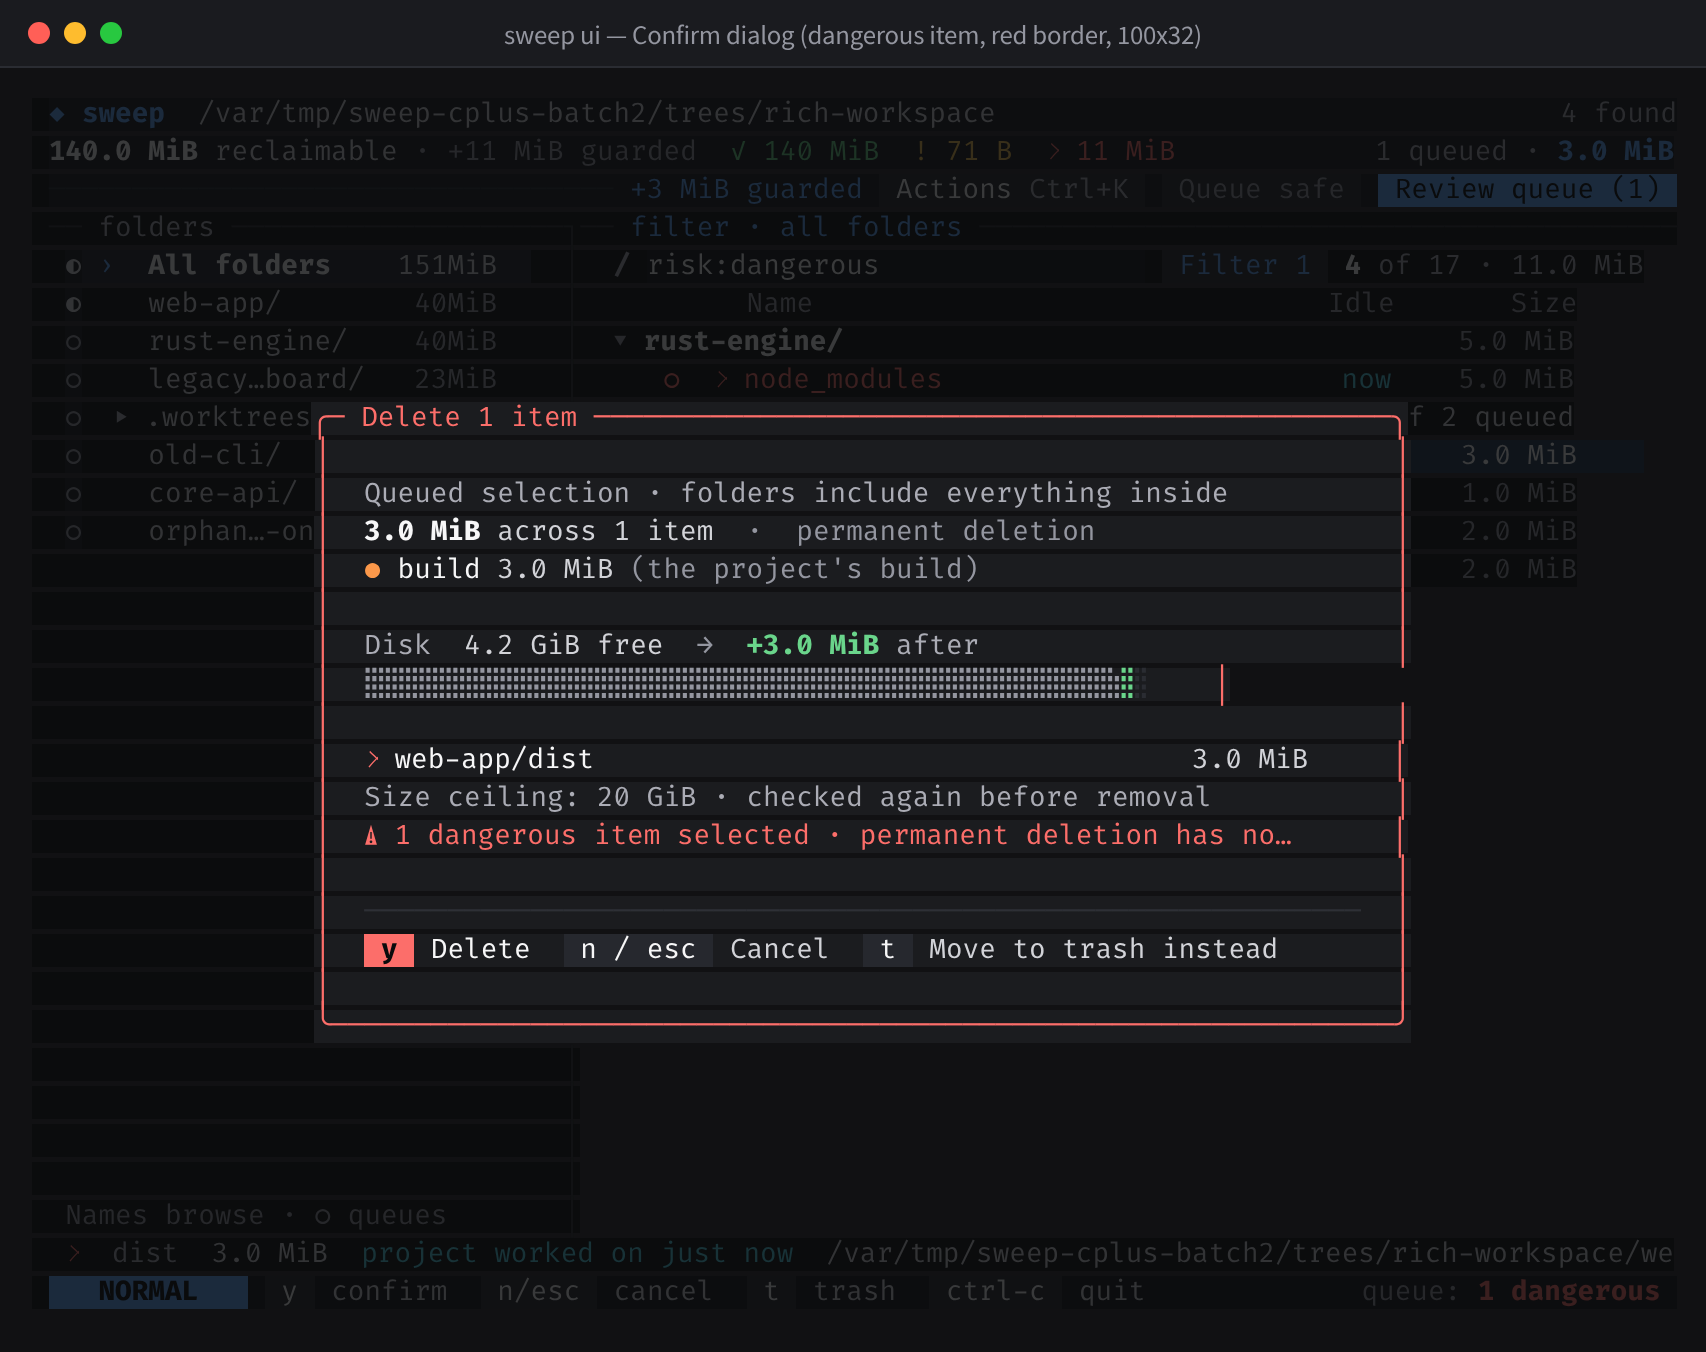 sweep ui — Confirm dialog (dangerous item, red border, 100x32)
◆ sweep /var/tmp/sweep-cplus-batch2/trees/rich-workspace 4 found
140.0 MiB reclaimable · +11 MiB guarded √ 140 MiB ! 71 B > 11 MiB 1 queued · 3.0 MiB
+3 MiB guarded Actions Ctrl+K Queue safe Review queue (1)
folders filter · all folders
◐ › All folders 151MiB / risk:dangerous Filter 1 4 of 17 · 11.0 MiB
◐ web-app/ 40MiB Name Idle Size
○ rust-engine/ 40MiB ▾ rust-engine/ 5.0 MiB
○ legacy…board/ 23MiB ○ > node_modules now 5.0 MiB
○ ▸ .worktrees Delete 1 item f 2 queued
○ old-cli/ 3.0 MiB
○ core-api/ Queued selection · folders include everything inside 1.0 MiB
○ orphan…-on 3.0 MiB across 1 item · permanent deletion 2.0 MiB
● build 3.0 MiB (the project's build) 2.0 MiB
Disk 4.2 GiB free → +3.0 MiB after
> web-app/dist 3.0 MiB
Size ceiling: 20 GiB · checked again before removal
⚠ 1 dangerous item selected · permanent deletion has no…
y Delete n / esc Cancel t Move to trash instead
Names browse · ○ queues
> dist 3.0 MiB project worked on just now /var/tmp/sweep-cplus-batch2/trees/rich-workspace/we
NORMAL y confirm n/esc cancel t trash ctrl-c quit queue: 1 dangerous